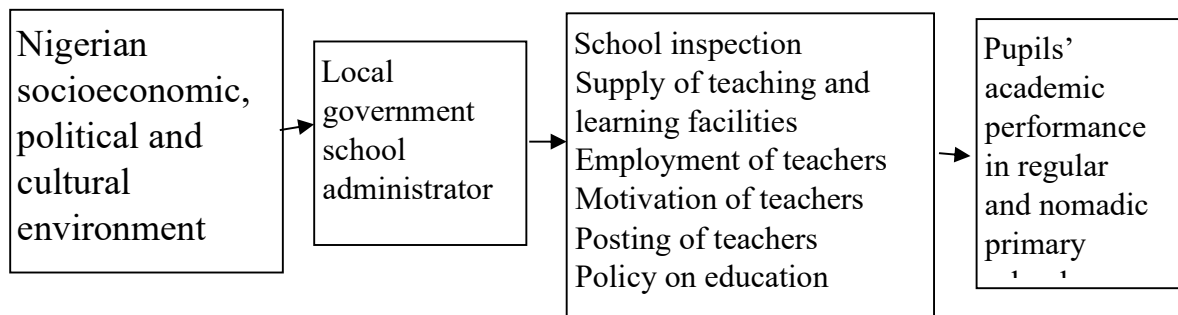 Nigerian
socioeconomic,
political and
cultural
environment
Local
government
school
administrator
School inspection
Supply of teaching and
learning facilities
Employment of teachers
Motivation of teachers
Posting of teachers
Policy on education
Pupils’
academic
performance
in regular
and nomadic
primary